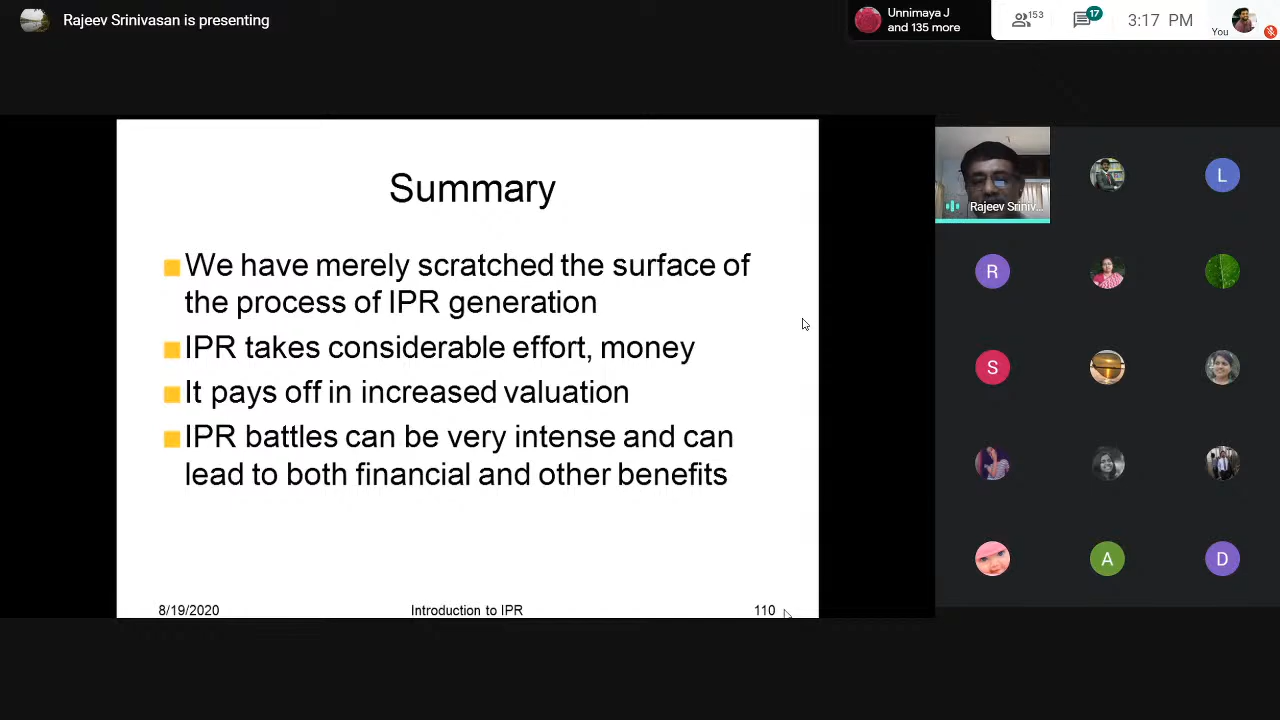 Rajeev Srinivasan is presenting
Unnimaya J
and 135 more
153
17
3:17 PM
You
Summary
We have merely scratched the surface of
the process of IPR generation
IPR takes considerable effort, money
It pays off in increased valuation
IPR battles can be very intense and can
lead to both financial and other benefits
8/19/2020
Introduction to IPR
110
Rajeev Sriniv...
L
R
S
A
D